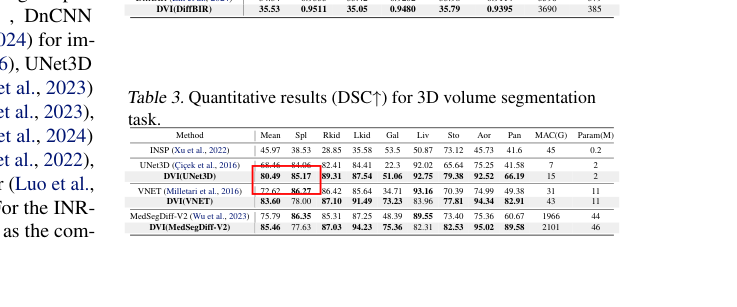 , DnCNN
024) for im-
6), UNet3D
et al., 2023)
et al., 2023),
et al., 2024)
et al., 2022),
r (Luo et al.,
For the INR-
as the com-
DVI(DiffBIR) 35.53 0.9511 35.05 0.9480 35.79 0.9395 3690 385
Table 3. Quantitative results (DSC↑) for 3D volume segmentation
task.
Method Mean Spl Rkid Lkid Gal Liv Sto Aor Pan MAC(G) Param(M)
INSP (Xu et al., 2022) 45.97 38.53 28.85 35.58 53.5 50.87 73.12 45.73 41.6 45 0.2
UNet3D (Çiçek et al., 2016) 82.41 84.41 22.3 92.02 65.64 75.25 41.58 7 2
DVI(UNet3D) 80.49 85.17 89.31 87.54 51.06 92.75 79.38 92.52 66.19 15 2
VNET (Milletari et al., 2016) 72.62 86.27 86.42 85.64 34.71 93.16 70.39 74.99 49.38 31 11
DVI(VNET) 83.60 78.00 87.10 91.49 73.23 83.96 77.81 94.34 82.91 43 11
MedSegDiff-V2 (Wu et al., 2023) 75.79 86.35 85.31 87.25 48.39 89.55 73.40 75.36 60.67 1966 44
DVI(MedSegDiff-V2) 85.46 77.63 87.03 94.23 75.36 82.31 82.53 95.02 89.58 2101 46